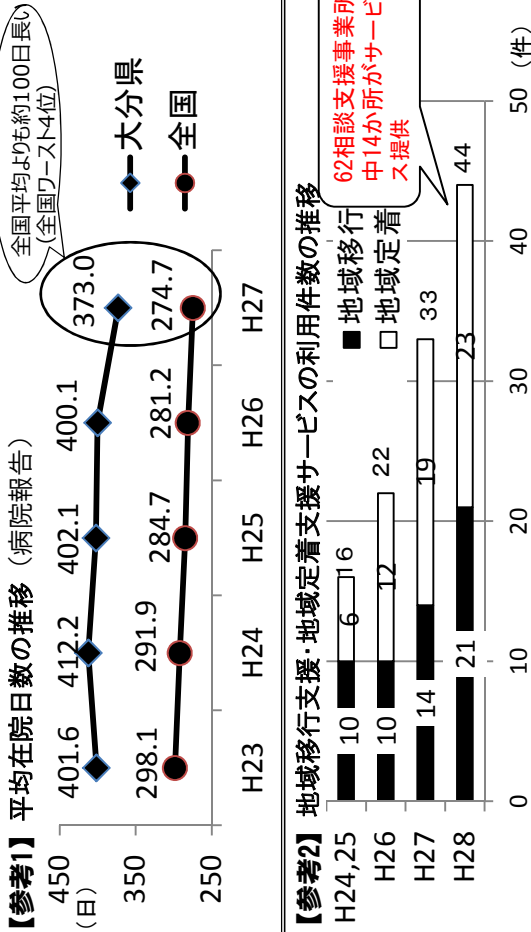 【参考1】 平均在院日数の推移 （病院報告）
全国平均よりも約100日長い
(全国ワースト4位)
450
(日)
350
250
401.6
412.2
402.1
400.1
373.0
298.1
291.9
284.7
281.2
274.7
H23
H24
H25
H26
H27
大分県
全国
【参考2】 地域移行支援・地域定着支援サービスの利用件数の推移
地域移行
地域定着
62相談支援事業所
中14か所がサービ
ス提供
H24,25
10
6
16
H26
10
12
22
H27
14
19
33
H28
21
23
44
0
10
20
30
40
50
(件)